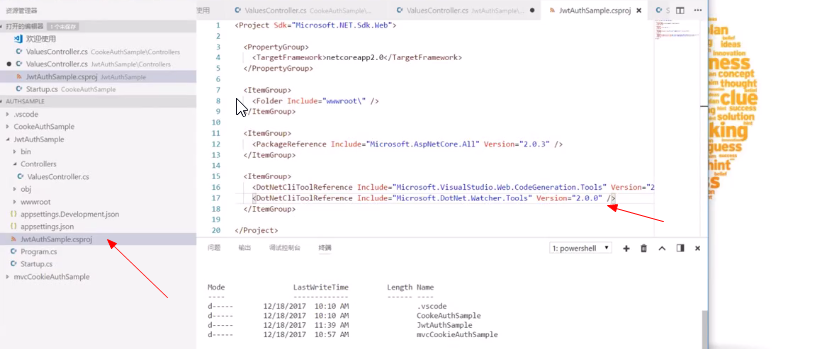 资源管理器
打开的编辑器 1个未保存
欢迎使用
ValuesController.cs CookeAuthSample\Controllers
ValuesController.cs JwtAuthSample\Controllers
JwtAuthSample.csproj JwtAuthSample
Startup.cs CookeAuthSample
AUTHSAMPLE
.vscode
CookeAuthSample
JwtAuthSample
bin
Controllers
ValuesController.cs
obj
wwwroot
appsettings.Development.json
appsettings.json
JwtAuthSample.csproj
Program.cs
Startup.cs
mvcCookieAuthSample
使用 ValuesController.cs CookeAuthSample\... ValuesController.cs JwtAuthSample\... JwtAuthSample.csproj
1 <Project Sdk="Microsoft.NET.Sdk.Web">
2
3 <PropertyGroup>
4 <TargetFramework>netcoreapp2.0</TargetFramework>
5 </PropertyGroup>
6
7 <ItemGroup>
8 <Folder Include="wwwroot\" />
9 </ItemGroup>
10
11 <ItemGroup>
12 <PackageReference Include="Microsoft.AspNetCore.All" Version="2.0.3" />
13 </ItemGroup>
14
15 <ItemGroup>
16 <DotNetCliToolReference Include="Microsoft.VisualStudio.Web.CodeGeneration.Tools" Version="2
17 <DotNetCliToolReference Include="Microsoft.DotNet.Watcher.Tools" Version="2.0.0" />
18 </ItemGroup>
19
20 </Project>
问题 输出 调试控制台 终端 1: powershell
Mode LastWriteTime Length Name
---- ------------- ------ ----
d----- 12/18/2017 10:10 AM .vscode
d----- 12/18/2017 10:10 AM CookeAuthSample
d----- 12/18/2017 11:39 AM JwtAuthSample
d----- 12/18/2017 10:57 AM mvcCookieAuthSample
ideas
concept
thought
clue
king
guess